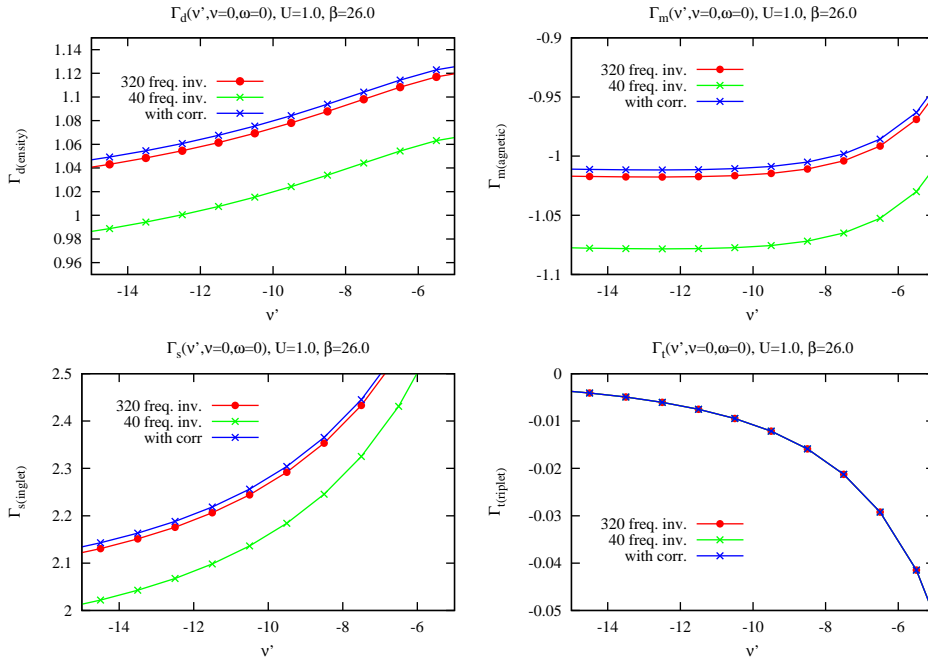 Γd(ν',ν=0,ω=0), U=1.0, β=26.0
1.14
1.12
1.1
1.08
1.06
1.04
1.02
1
0.98
0.96
Γd(ensity)
320 freq. inv.
40 freq. inv.
with corr.
-14
-12
-10
-8
-6
ν'
Γm(ν',ν=0,ω=0), U=1.0, β=26.0
-0.9
-0.95
-1
-1.05
-1.1
Γm(agnetic)
320 freq. inv.
40 freq. inv.
with corr.
-14
-12
-10
-8
-6
ν'
Γs(ν',ν=0,ω=0), U=1.0, β=26.0
2.5
2.4
2.3
2.2
2.1
2
Γs(inglet)
320 freq. inv.
40 freq. inv.
with corr
-14
-12
-10
-8
-6
ν'
Γt(ν',ν=0,ω=0), U=1.0, β=26.0
0
-0.01
-0.02
-0.03
-0.04
-0.05
Γt(riplet)
320 freq. inv.
40 freq. inv.
with corr.
-14
-12
-10
-8
-6
ν'